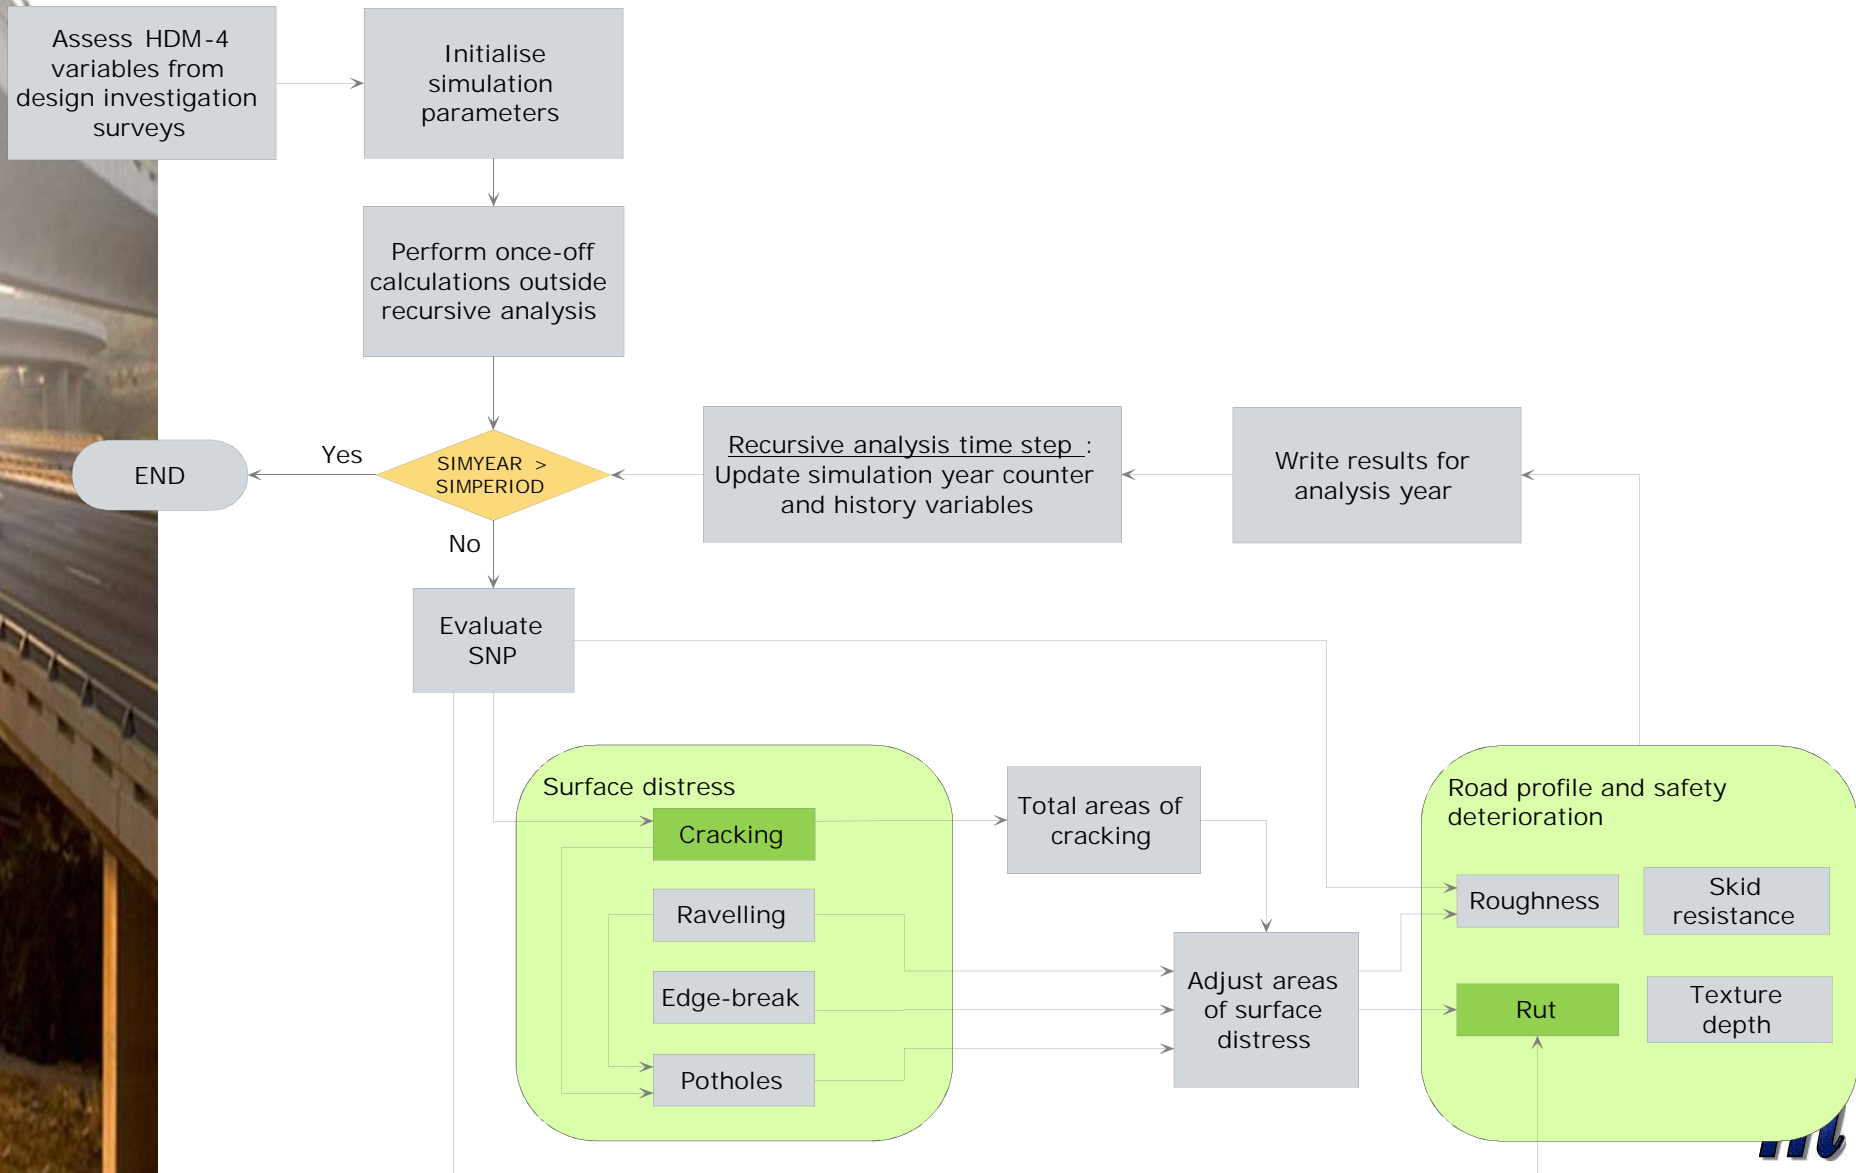 Assess HDM-4
variables from
design investigation
surveys
Initialise
simulation
parameters
Perform once-off
calculations outside
recursive analysis
END
Yes
SIMYEAR >
SIMPERIOD
No
Recursive analysis time step :
Update simulation year counter
and history variables
Write results for
analysis year
Evaluate
SNP
Surface distress
Cracking
Ravelling
Edge-break
Potholes
Total areas of
cracking
Adjust areas
of surface
distress
Road profile and safety
deterioration
Roughness
Skid
resistance
Rut
Texture
depth